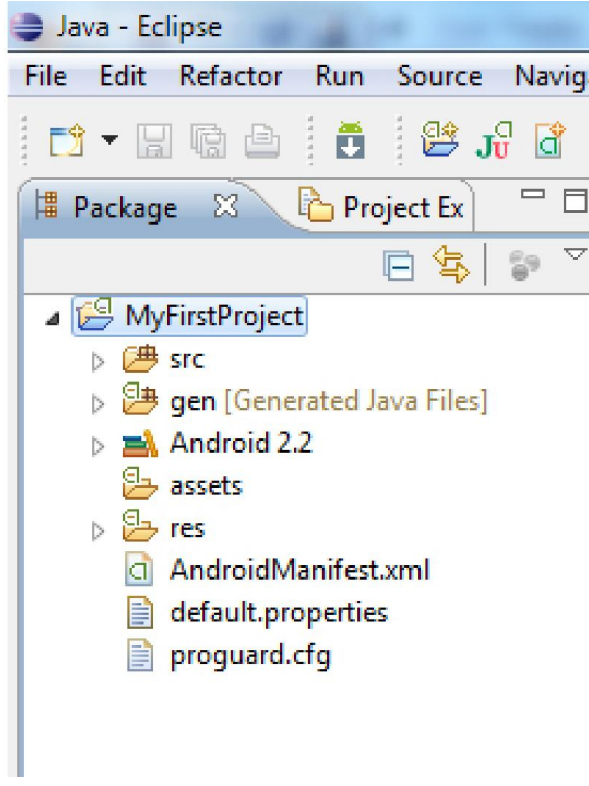 Java - Eclipse
File Edit Refactor Run Source Naviga
Package Project Ex
MyFirstProject
src
gen [Generated Java Files]
Android 2.2
assets
res
AndroidManifest.xml
default.properties
proguard.cfg